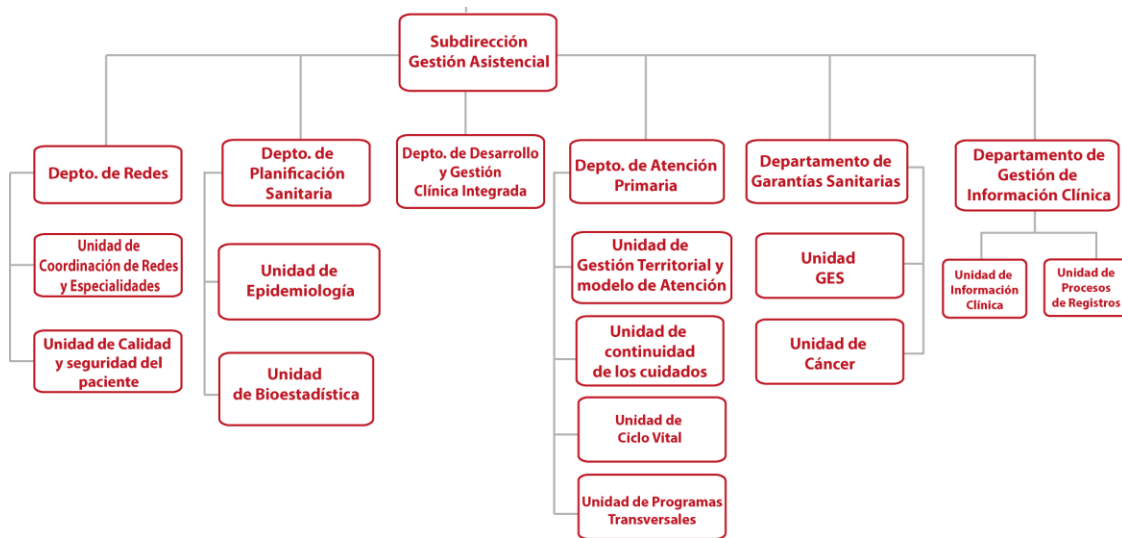 Subdirección
Gestión Asistencial
Depto. de Redes
Depto. de
Planificación
Sanitaria
Depto. de Desarrollo
y Gestión
Clínica Integrada
Depto. de Atención
Primaria
Departamento de
Garantías Sanitarias
Departamento de
Gestión de
Información Clínica
Unidad de
Coordinación de Redes
y Especialidades
Unidad de Calidad
y seguridad del
paciente
Unidad de
Epidemiología
Unidad
de Bioestadística
Unidad de
Gestión Territorial y
modelo de Atención
Unidad de
continuidad
de los cuidados
Unidad de
Ciclo Vital
Unidad de Programas
Transversales
Unidad
GES
Unidad de
Cáncer
Unidad de
Información
Clínica
Unidad de
Procesos
de Registros